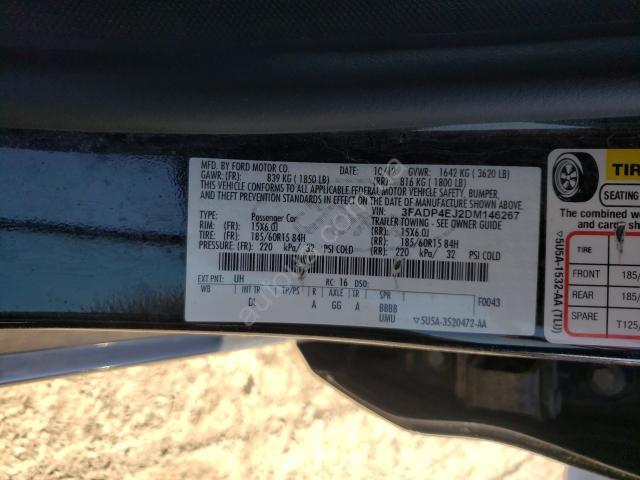 MFD. BY FORD MOTOR CO.
DATE: 10/12 GVWR: 1642 KG ( 3620 LB)
GAWR: (FR): 839 KG ( 1850 LB) (RR): 816 KG ( 1800 LB)
THIS VEHICLE CONFORMS TO ALL APPLICABLE FEDERAL MOTOR VEHICLE SAFETY, BUMPER,
AND THEFT PREVENTION STANDARDS IN EFFECT ON THE DATE OF MANUFACTURE SHOWN ABOVE.
VIN: 3FADP4EJ2DM146267
TYPE: Passenger Car TRAILER TOWING - SEE OWNER GUIDE
RIM: (FR): 15X6.0J (RR): 15X6.0J
TIRE: (FR): 185/60R15 84H (RR): 185/60R15 84H
PRESSURE: (FR): 220 kPa/ 32 PSI COLD (RR): 220 kPa/ 32 PSI COLD
EXT PNT: UH RC: 16 DSO:
WB INT TR TP/PS R AXLE TR SPR
A GG A BBBB F0043
UMU 5U5A-3520472-AA
TIR
SEATING
The combined w
and cargo sh
TIRE
FRONT 185/
REAR 185/
SPARE T125/
5U5A-1532-AA (TLU)